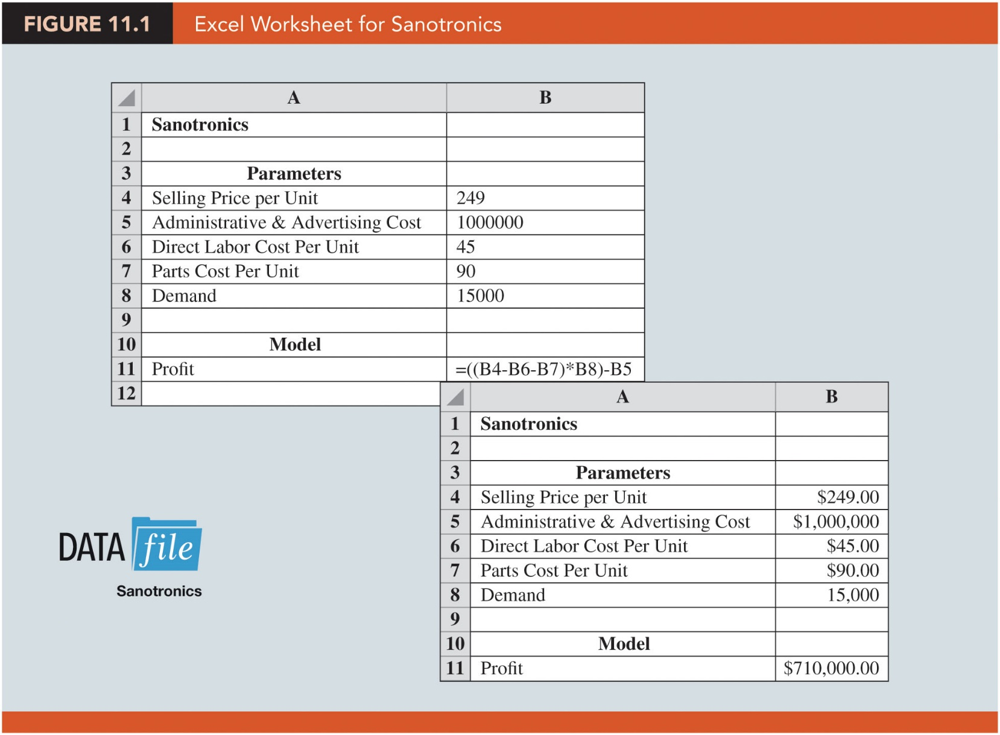 FIGURE 11.1 Excel Worksheet for Sanotronics
A B
1 Sanotronics
2
3 Parameters
4 Selling Price per Unit 249
5 Administrative & Advertising Cost 1000000
6 Direct Labor Cost Per Unit 45
7 Parts Cost Per Unit 90
8 Demand 15000
9
10 Model
11 Profit =((B4-B6-B7)*B8)-B5
12
A B
1 Sanotronics
2
3 Parameters
4 Selling Price per Unit $249.00
5 Administrative & Advertising Cost $1,000,000
6 Direct Labor Cost Per Unit $45.00
7 Parts Cost Per Unit $90.00
8 Demand 15,000
9
10 Model
11 Profit $710,000.00
DATA file
Sanotronics